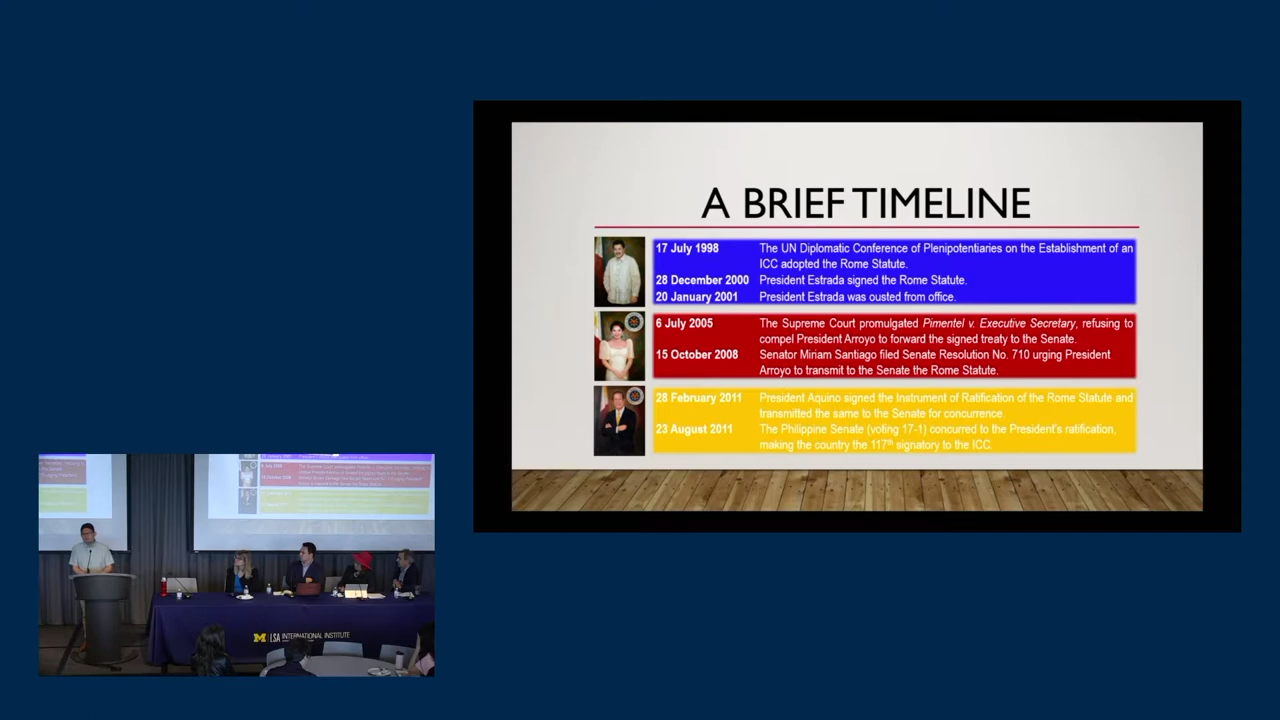 A BRIEF TIMELINE
17 July 1998 The UN Diplomatic Conference of Plenipotentiaries on the Establishment of an
ICC adopted the Rome Statute.
28 December 2000 President Estrada signed the Rome Statute.
20 January 2001 President Estrada was ousted from office.
6 July 2005 The Supreme Court promulgated Pimentel v. Executive Secretary, refusing to
compel President Arroyo to forward the signed treaty to the Senate.
15 October 2008 Senator Miriam Santiago filed Senate Resolution No. 710 urging President
Arroyo to transmit to the Senate the Rome Statute.
28 February 2011 President Aquino signed the Instrument of Ratification of the Rome Statute and
transmitted the same to the Senate for concurrence.
23 August 2011 The Philippine Senate (voting 17-1) concurred to the President's ratification,
making the country the 117th signatory to the ICC.
M LSA INTERNATIONAL INSTITUTE